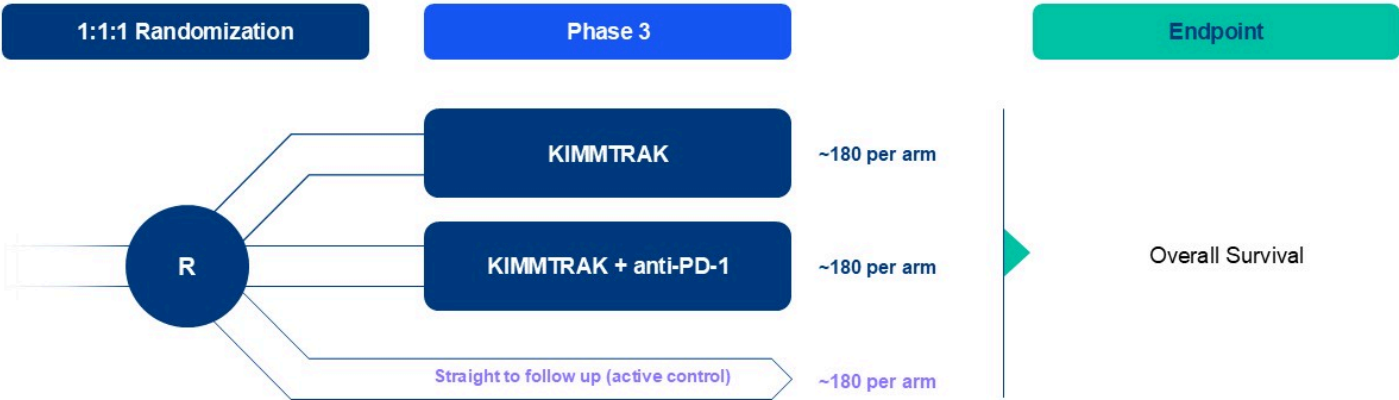 1:1:1 Randomization
Phase 3
Endpoint
KIMMTRAK
~180 per arm
R
KIMMTRAK + anti-PD-1
~180 per arm
Overall Survival
Straight to follow up (active control)
~180 per arm